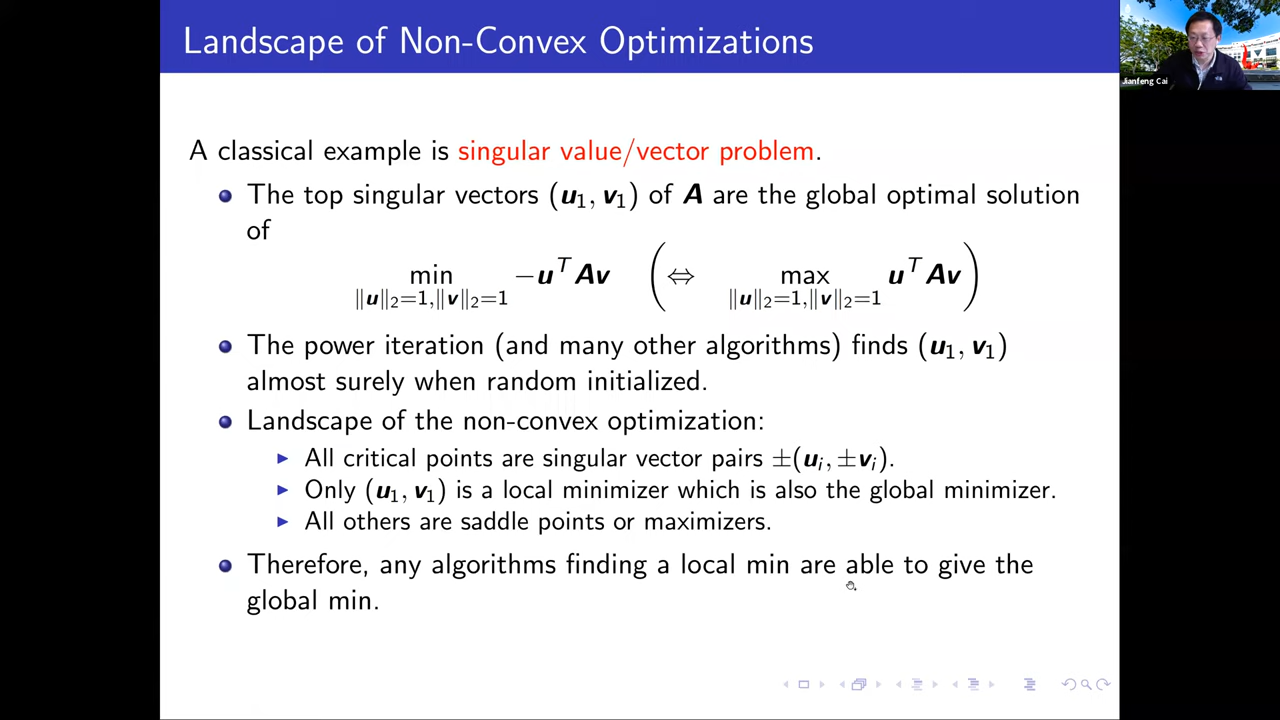 Landscape of Non-Convex Optimizations
Jianfeng Cai
A classical example is singular value/vector problem.
The top singular vectors (u₁, v₁) of A are the global optimal solution
of
min −uᵀAv ( ⇔ max uᵀAv )
‖u‖₂=1,‖v‖₂=1 ‖u‖₂=1,‖v‖₂=1
The power iteration (and many other algorithms) finds (u₁, v₁)
almost surely when random initialized.
Landscape of the non-convex optimization:
All critical points are singular vector pairs ±(uᵢ, ±vᵢ).
Only (u₁, v₁) is a local minimizer which is also the global minimizer.
All others are saddle points or maximizers.
Therefore, any algorithms finding a local min are able to give the
global min.